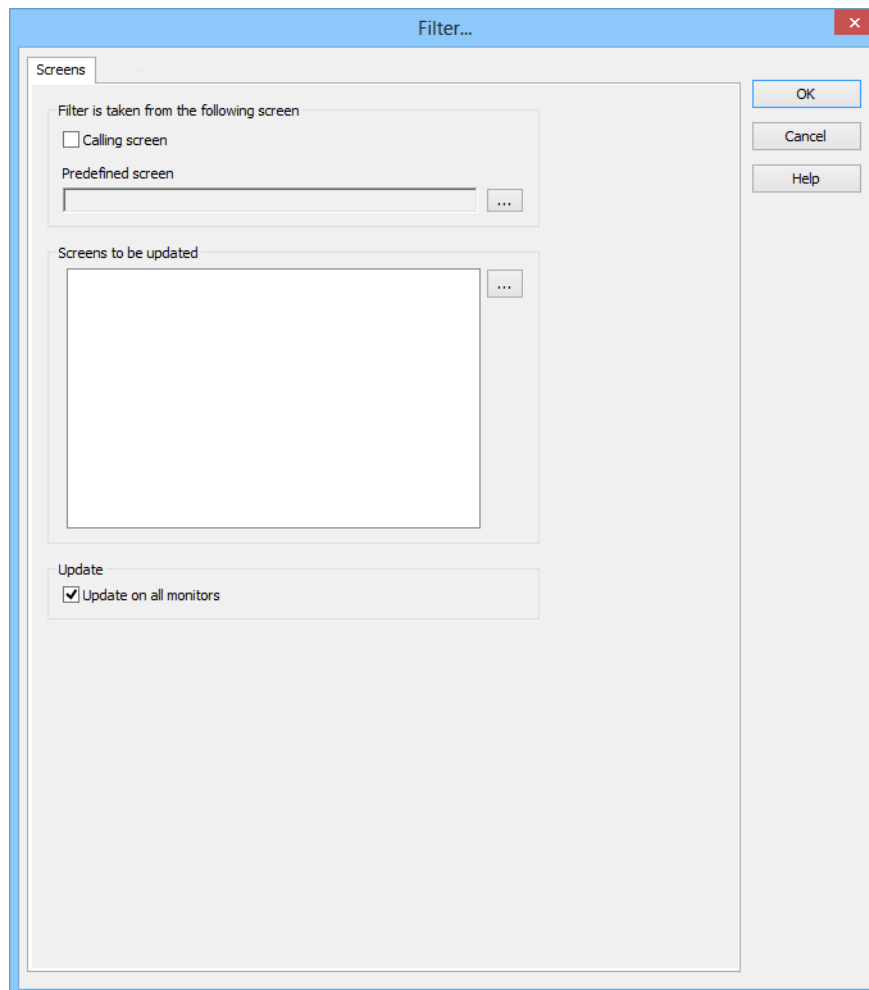 Filter...
Screens
Filter is taken from the following screen
Calling screen
Predefined screen
...
Screens to be updated
...
Update
Update on all monitors
OK
Cancel
Help